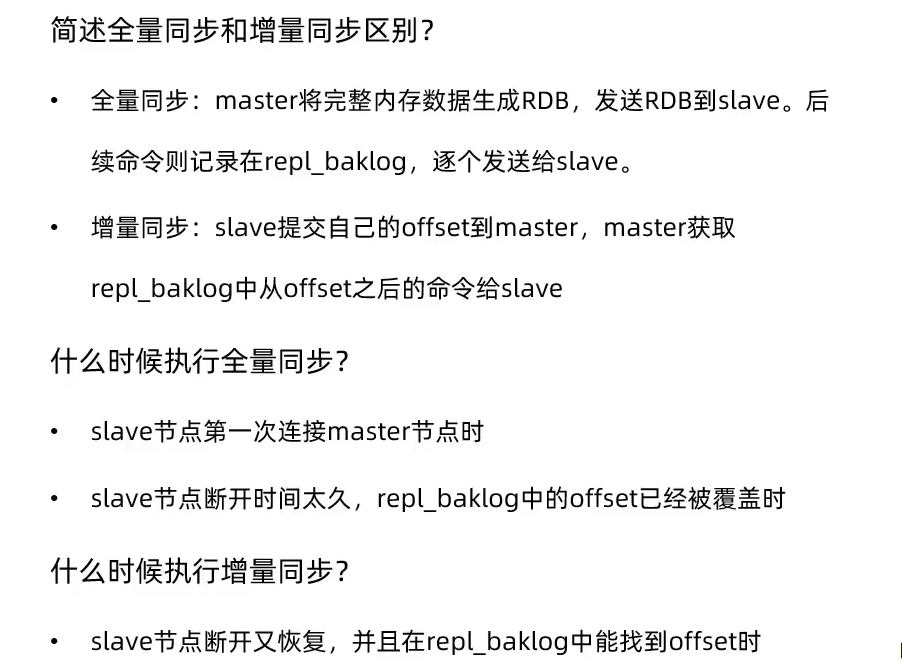 简述全量同步和增量同步区别？
• 全量同步：master将完整内存数据生成RDB，发送RDB到slave。后
续命令则记录在repl_baklog，逐个发送给slave。
• 增量同步：slave提交自己的offset到master，master获取
repl_baklog中从offset之后的命令给slave
什么时候执行全量同步？
• slave节点第一次连接master节点时
• slave节点断开时间太久，repl_baklog中的offset已经被覆盖时
什么时候执行增量同步？
• slave节点断开又恢复，并且在repl_baklog中能找到offset时